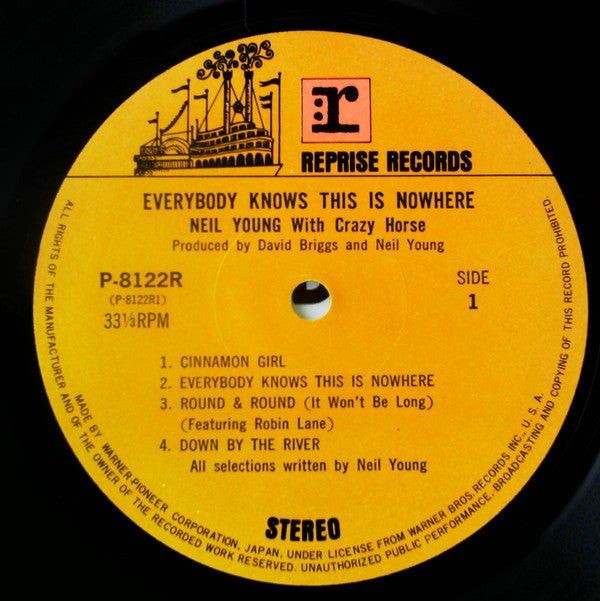 r
REPRISE RECORDS
EVERYBODY KNOWS THIS IS NOWHERE
NEIL YOUNG With Crazy Horse
Produced by David Briggs and Neil Young
P-8122R
(P-8122R1)
33⅓RPM
SIDE
1
1. CINNAMON GIRL
2. EVERYBODY KNOWS THIS IS NOWHERE
3. ROUND & ROUND (It Won't Be Long)
(Featuring Robin Lane)
4. DOWN BY THE RIVER
All selections written by Neil Young
STEREO
ALL RIGHTS OF THE MANUFACTURER AND OF THE OWNER OF THE RECORDED WORK RESERVED. UNAUTHORIZED PUBLIC PERFORMANCE, BROADCASTING AND COPYING OF THIS RECORD PROHIBITED
MADE BY WARNER-PIONEER CORPORATION, JAPAN, UNDER LICENSE FROM WARNER BROS. RECORDS INC., U.S.A.